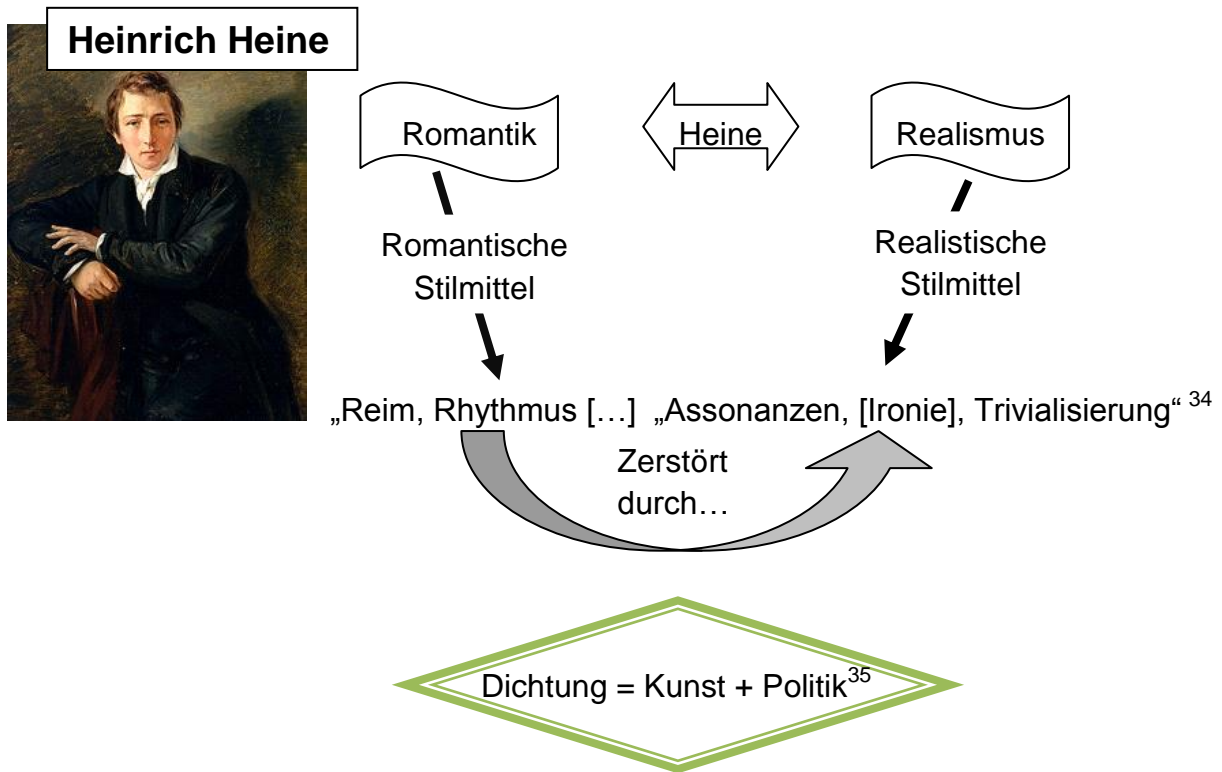 Heinrich Heine
Romantik
Heine
Realismus
Romantische
Stilmittel
Realistische
Stilmittel
„Reim, Rhythmus […] „Assonanzen, [Ironie], Trivialisierung“ 34
Zerstört
durch…
Dichtung = Kunst + Politik35